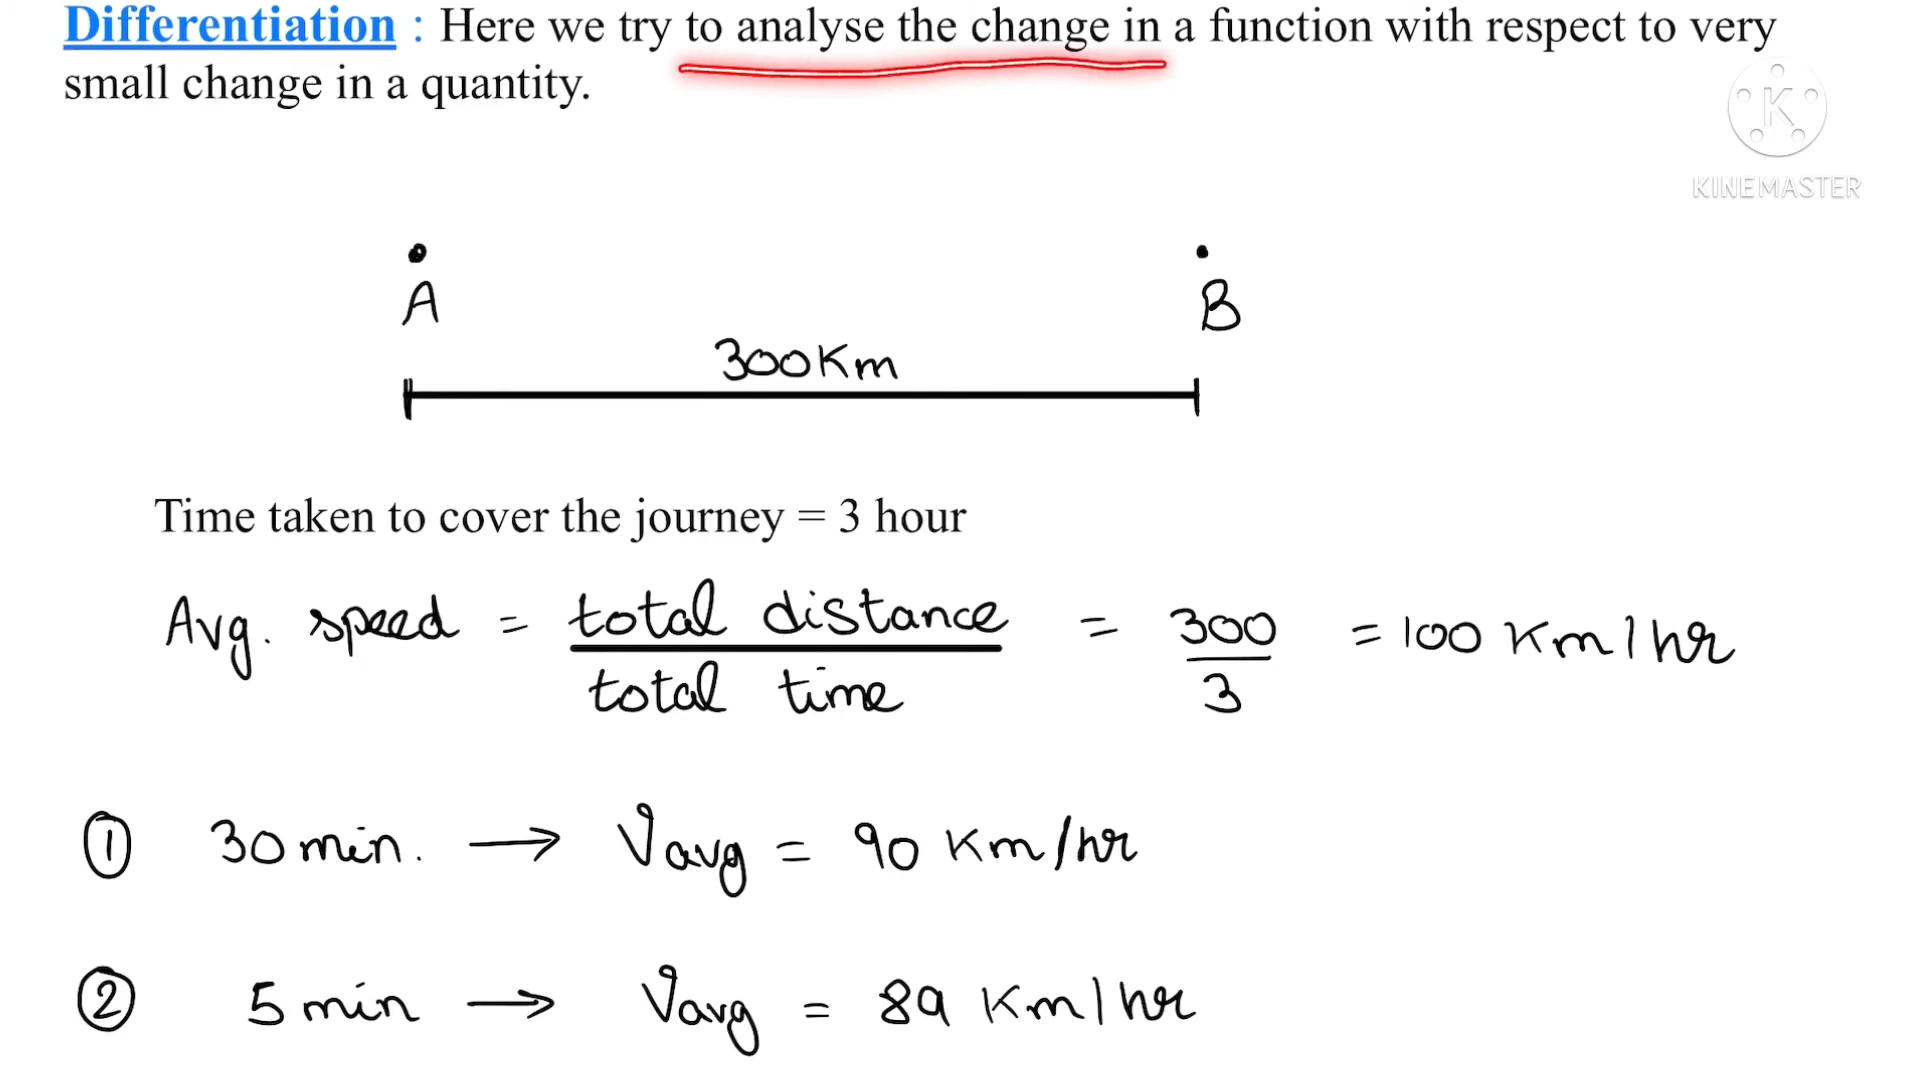 Differentiation : Here we try to analyse the change in a function with respect to very
small change in a quantity.
K
KINEMASTER
A B
300Km
Time taken to cover the journey = 3 hour
Avg. speed = total distance / total time = 300 / 3 = 100 Km/hr
① 30 min. → Vavg = 90 Km/hr
② 5 min → Vavg = 89 Km/hr